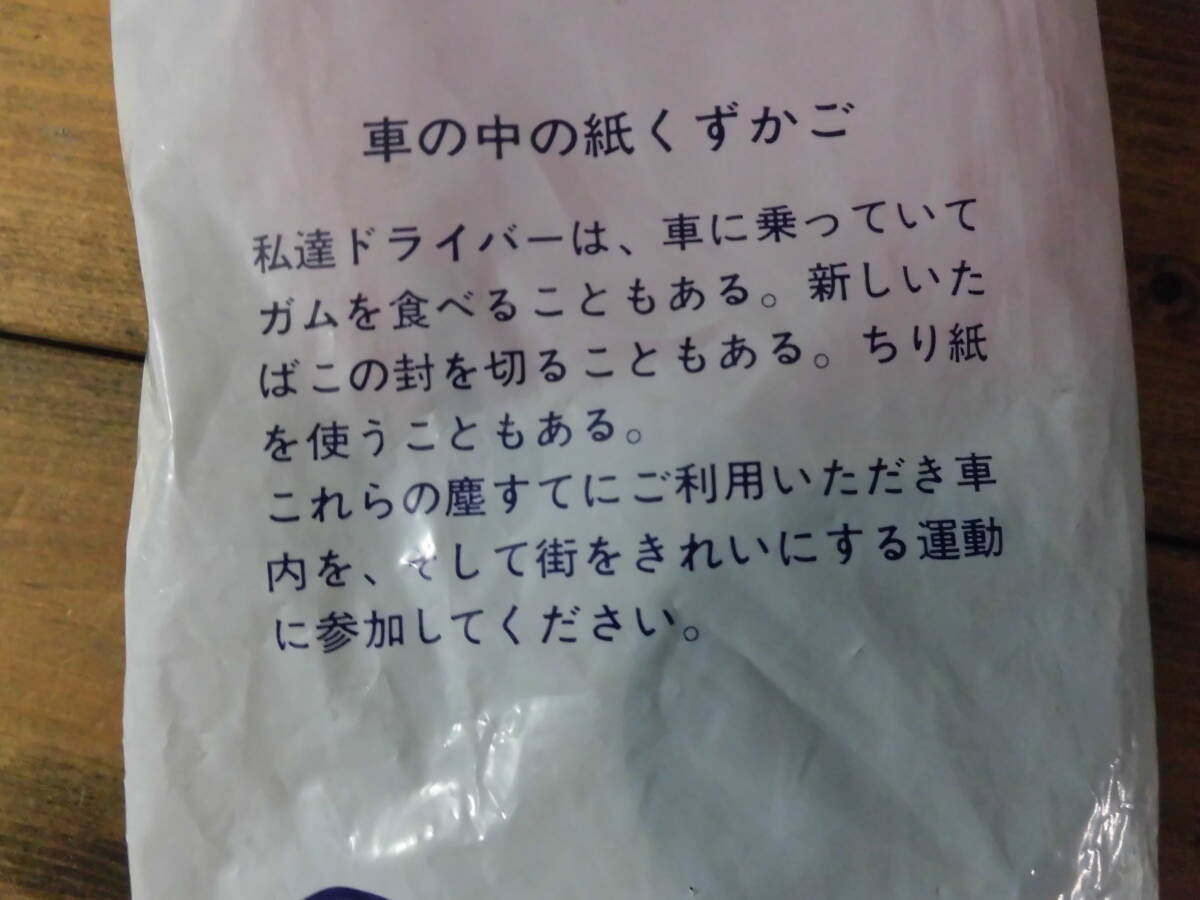 車の中の紙くずかご
私達ドライバーは、車に乗っていて
ガムを食べることもある。新しいた
ばこの封を切ることもある。ちり紙
を使うこともある。
これらの塵すてにご利用いただき車
内を、そして街をきれいにする運動
に参加してください。